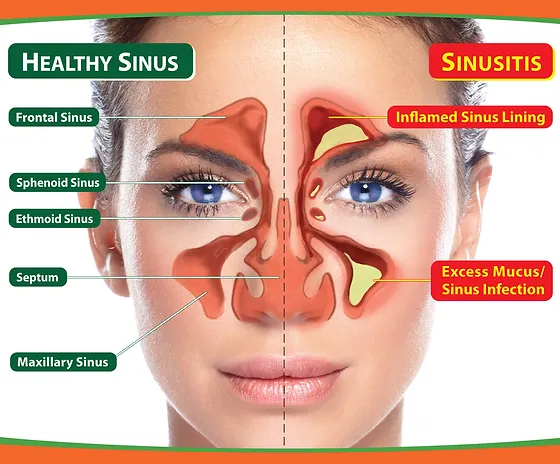 HEALTHY SINUS
SINUSITIS
Frontal Sinus
Inflamed Sinus Lining
Sphenoid Sinus
Ethmoid Sinus
Septum
Excess Mucus/
Sinus Infection
Maxillary Sinus